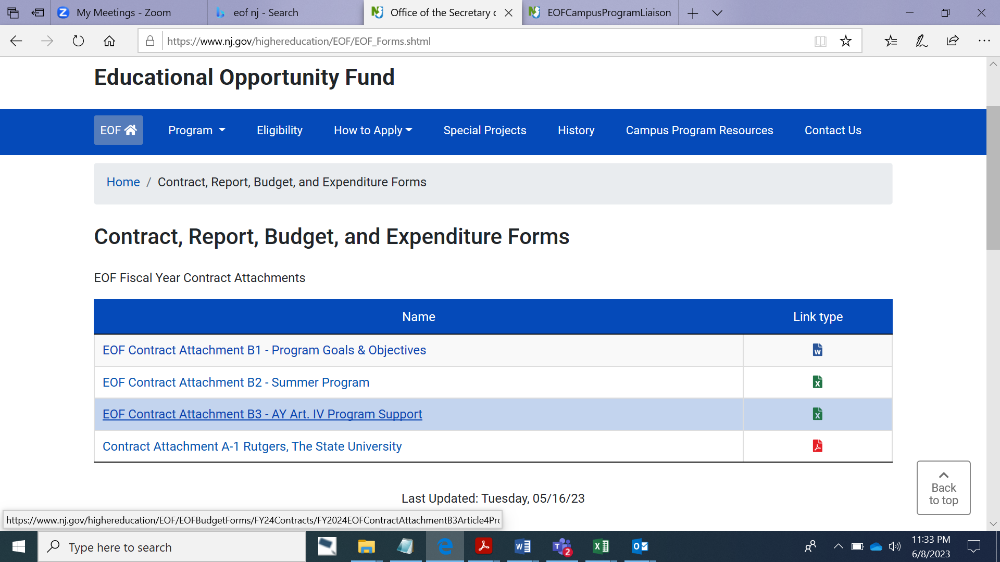 My Meetings - Zoom
eof nj - Search
Office of the Secretary
EOFCampusProgramLiaison
https://www.nj.gov/highereducation/EOF/EOF_Forms.shtml
Educational Opportunity Fund
EOF Program Eligibility How to Apply Special Projects History Campus Program Resources Contact Us
Home / Contract, Report, Budget, and Expenditure Forms
Contract, Report, Budget, and Expenditure Forms
EOF Fiscal Year Contract Attachments
Name Link type
EOF Contract Attachment B1 - Program Goals & Objectives
EOF Contract Attachment B2 - Summer Program
EOF Contract Attachment B3 - AY Art. IV Program Support
Contract Attachment A-1 Rutgers, The State University
Back
to top
Last Updated: Tuesday, 05/16/23
https://www.nj.gov/highereducation/EOF/EOFBudgetForms/FY24Contracts/FY2024EOFContractAttachmentB3Article4Pr
Type here to search
2
11:33 PM
6/8/2023